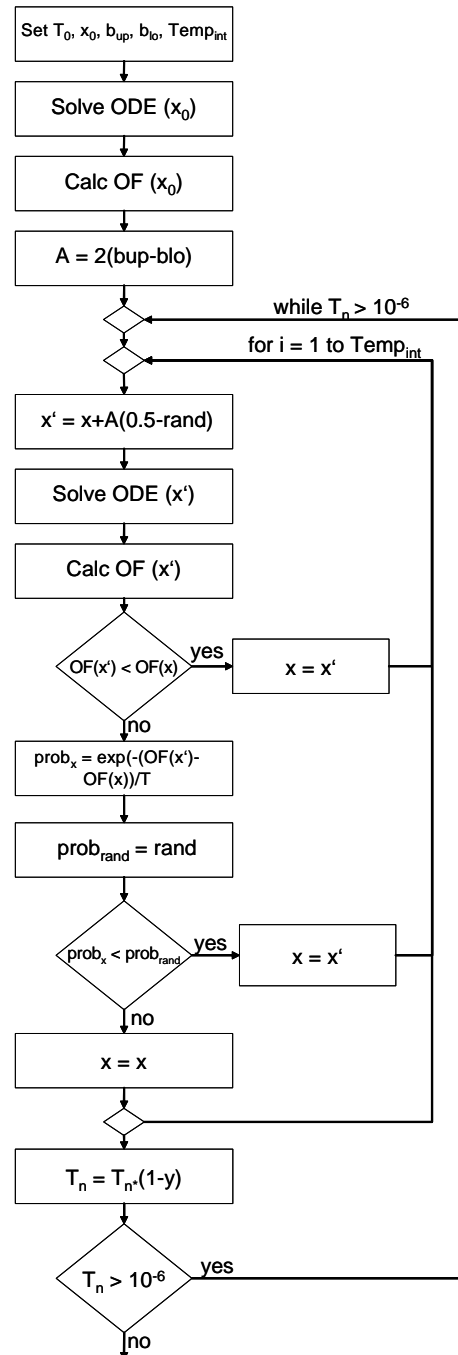 Set T0, x0, bup, blo, Tempint
Solve ODE (x0)
Calc OF (x0)
A = 2(bup-blo)
while Tn > 10-6
for i = 1 to Tempint
x‘ = x+A(0.5-rand)
Solve ODE (x‘)
Calc OF (x‘)
OF(x‘) < OF(x)
yes
x = x‘
no
probx = exp(-(OF(x‘)-
OF(x))/T
probrand = rand
probx < probrand
yes
x = x‘
no
x = x
Tn = Tn*(1-y)
Tn > 10-6
yes
no